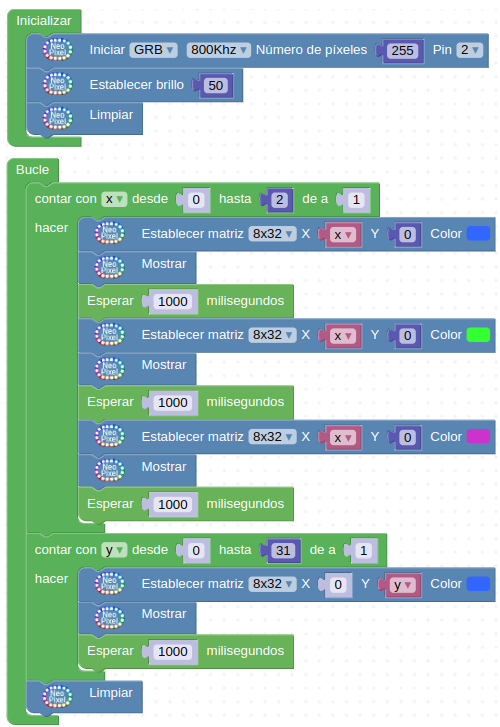 Inicializar
Neo Pixel Iniciar GRB 800Khz Número de píxeles 255 Pin 2
Neo Pixel Establecer brillo 50
Neo Pixel Limpiar
Bucle
contar con x desde 0 hasta 2 de a 1
hacer Neo Pixel Establecer matriz 8x32 X x Y 0 Color
Neo Pixel Mostrar
Esperar 1000 milisegundos
Neo Pixel Establecer matriz 8x32 X x Y 0 Color
Neo Pixel Mostrar
Esperar 1000 milisegundos
Neo Pixel Establecer matriz 8x32 X x Y 0 Color
Neo Pixel Mostrar
Esperar 1000 milisegundos
contar con y desde 0 hasta 31 de a 1
hacer Neo Pixel Establecer matriz 8x32 X 0 Y y Color
Neo Pixel Mostrar
Esperar 1000 milisegundos
Neo Pixel Limpiar